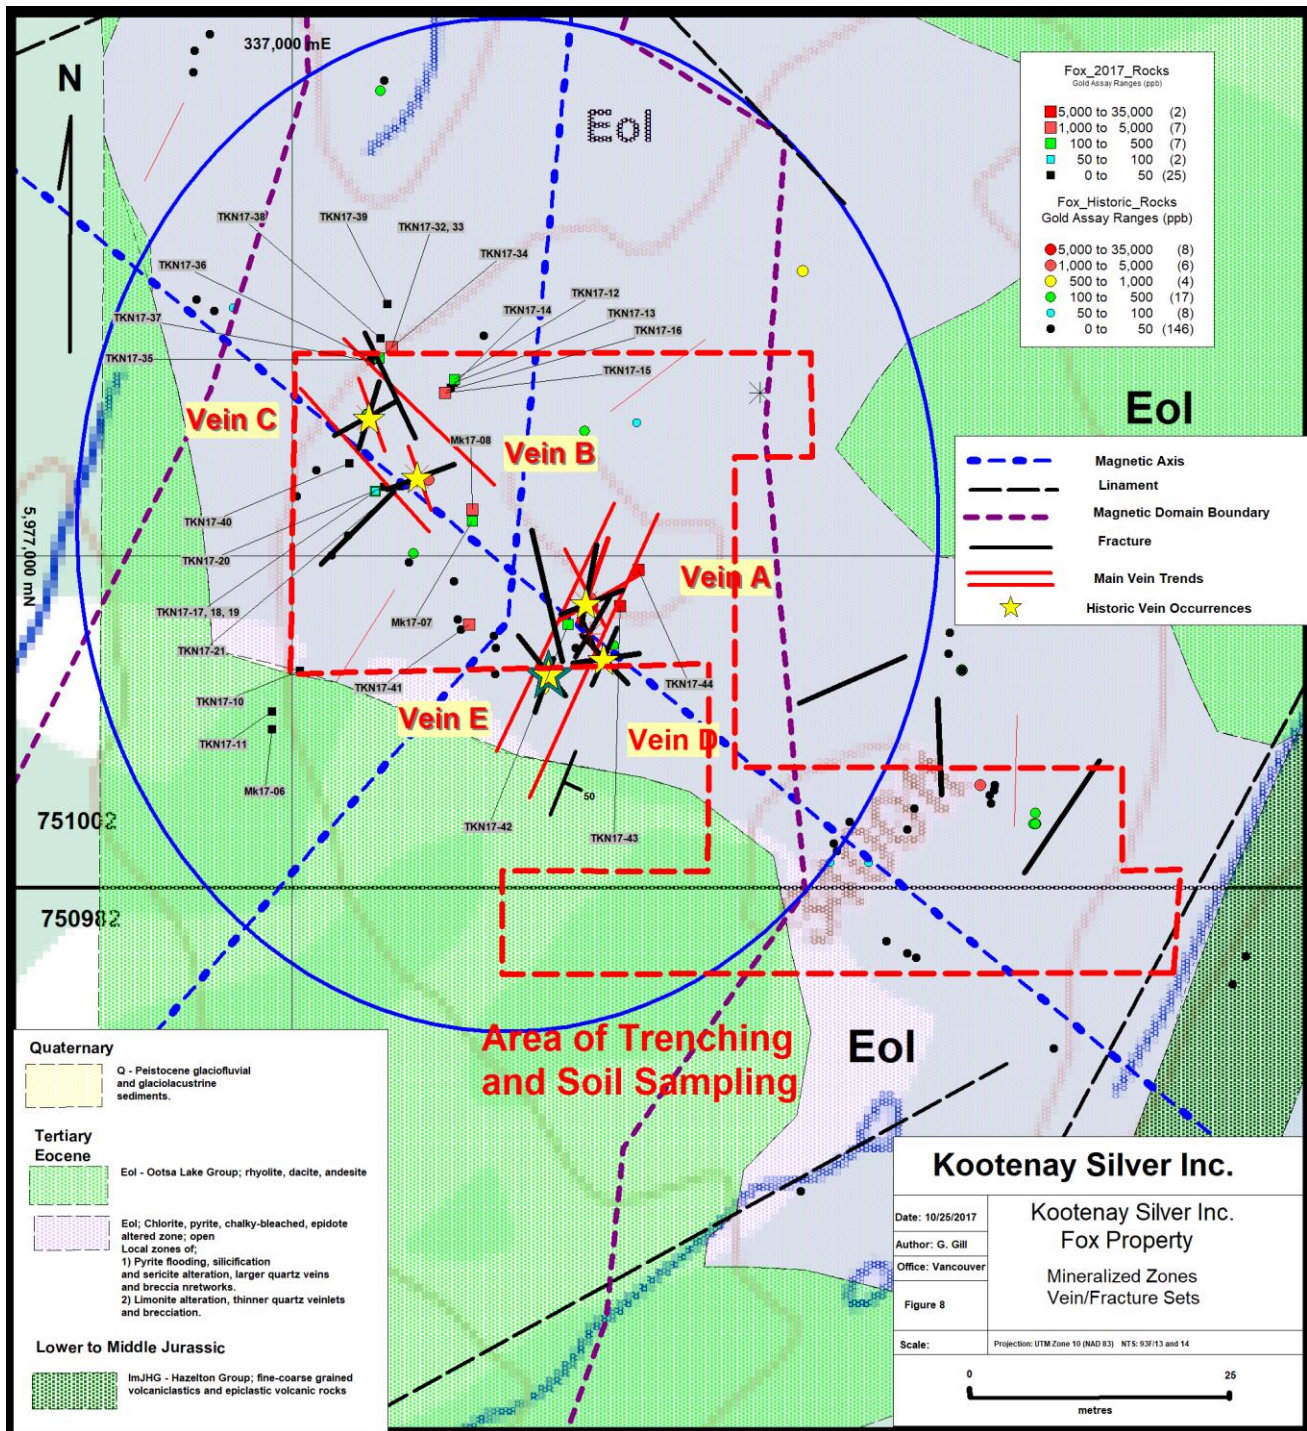 337,000 mE
N
Eol
Fox_2017_Rocks
Gold Assay Ranges (ppb)
5,000 to 35,000 (2)
1,000 to 5,000 (7)
100 to 500 (7)
50 to 100 (2)
0 to 50 (25)
Fox_Historic_Rocks
Gold Assay Ranges (ppb)
5,000 to 35,000 (8)
1,000 to 5,000 (6)
500 to 1,000 (4)
100 to 500 (17)
50 to 100 (8)
0 to 50 (146)
TKN17-38
TKN17-39
TKN17-32, 33
TKN17-34
TKN17-36
TKN17-12
TKN17-14
TKN17-13
TKN17-37
TKN17-16
TKN17-35
TKN17-15
Eol
Vein C
Mk17-08
Vein B
Magnetic Axis
Linament
Magnetic Domain Boundary
Fracture
Main Vein Trends
Historic Vein Occurrences
5,977,000 mN
TKN17-40
TKN17-20
Vein A
TKN17-17, 18, 19
Mk17-07
TKN17-21
TKN17-41
TKN17-44
TKN17-10
Vein E
Vein D
TKN17-11
Mk17-06
50
TKN17-42
TKN17-43
751002
750982
Area of Trenching
and Soil Sampling
Eol
Quaternary
Q - Peistocene glaciofluvial
and glaciolacustrine
sediments.
Tertiary
Eocene
Eol - Ootsa Lake Group; rhyolite, dacite, andesite
Eol; Chlorite, pyrite, chalky-bleached, epidote
altered zone; open
Local zones of;
1) Pyrite flooding, silicification
and sericite alteration, larger quartz veins
and breccia nretworks.
2) Limonite alteration, thinner quartz veinlets
and brecciation.
Lower to Middle Jurassic
lmJHG - Hazelton Group; fine-coarse grained
volcaniclastics and epiclastic volcanic rocks
Kootenay Silver Inc.
Date: 10/25/2017
Author: G. Gill
Office: Vancouver
Figure 8
Scale:
Kootenay Silver Inc.
Fox Property
Mineralized Zones
Vein/Fracture Sets
Projection: UTM Zone 10 (NAD 83) NTS: 93F/13 and 14
0 25
metres